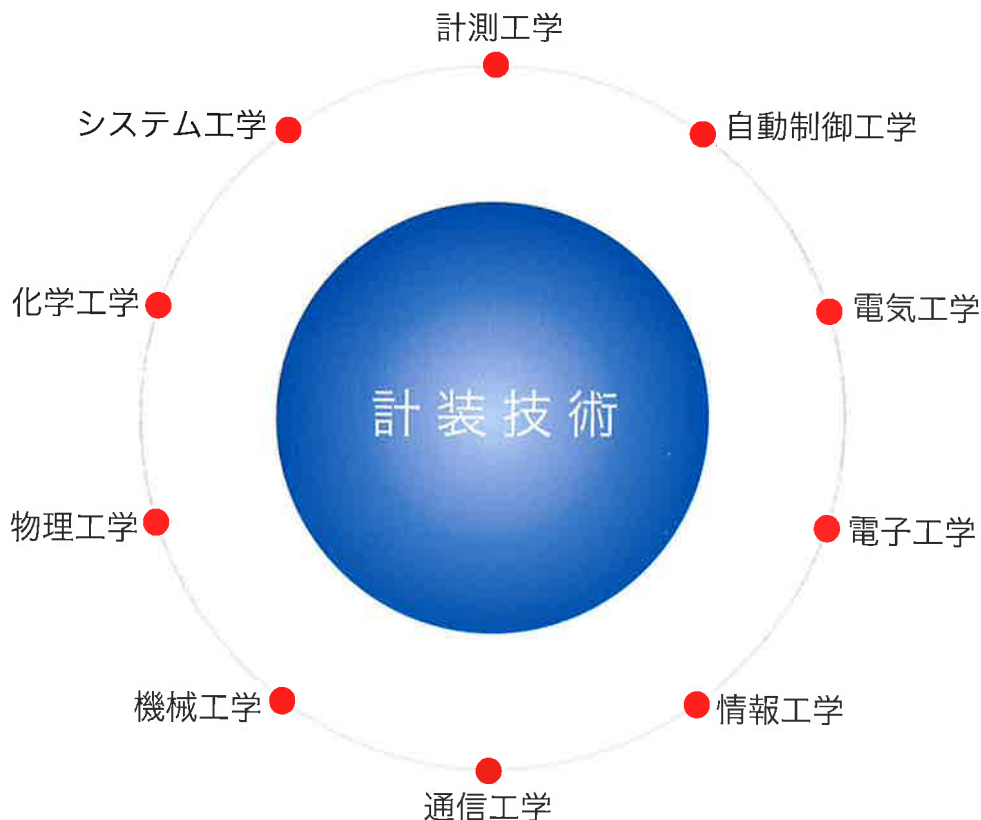 計測工学
システム工学
自動制御工学
化学工学
電気工学
計装技術
物理工学
電子工学
機械工学
情報工学
通信工学